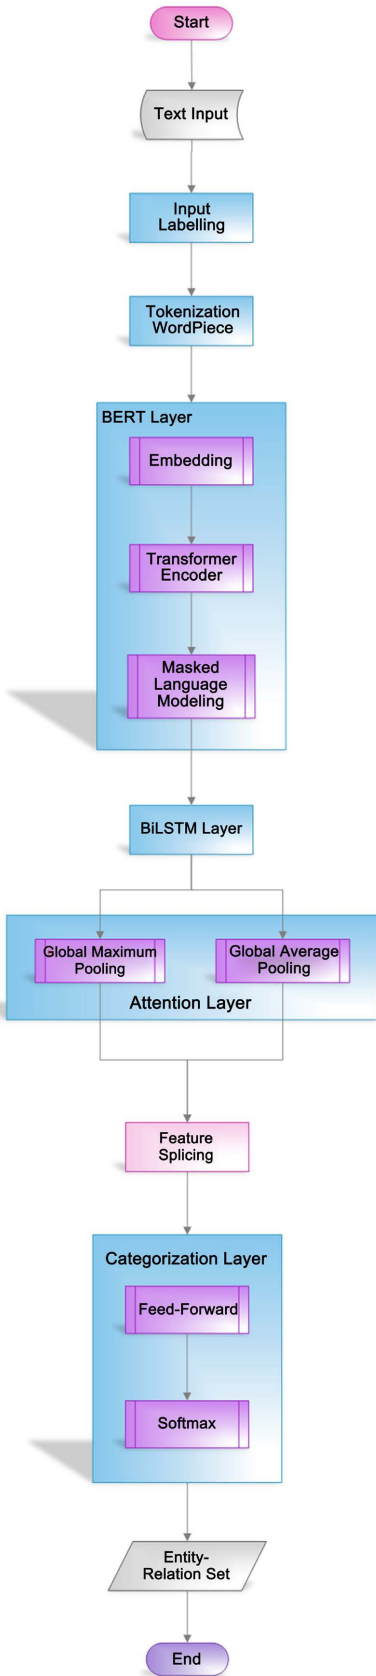 Start
Text Input
Input
Labelling
Tokenization
WordPiece
BERT Layer
Embedding
Transformer
Encoder
Masked
Language
Modeling
BiLSTM Layer
Global Maximum
Pooling
Global Average
Pooling
Attention Layer
Feature
Splicing
Categorization Layer
Feed-Forward
Softmax
Entity-
Relation Set
End